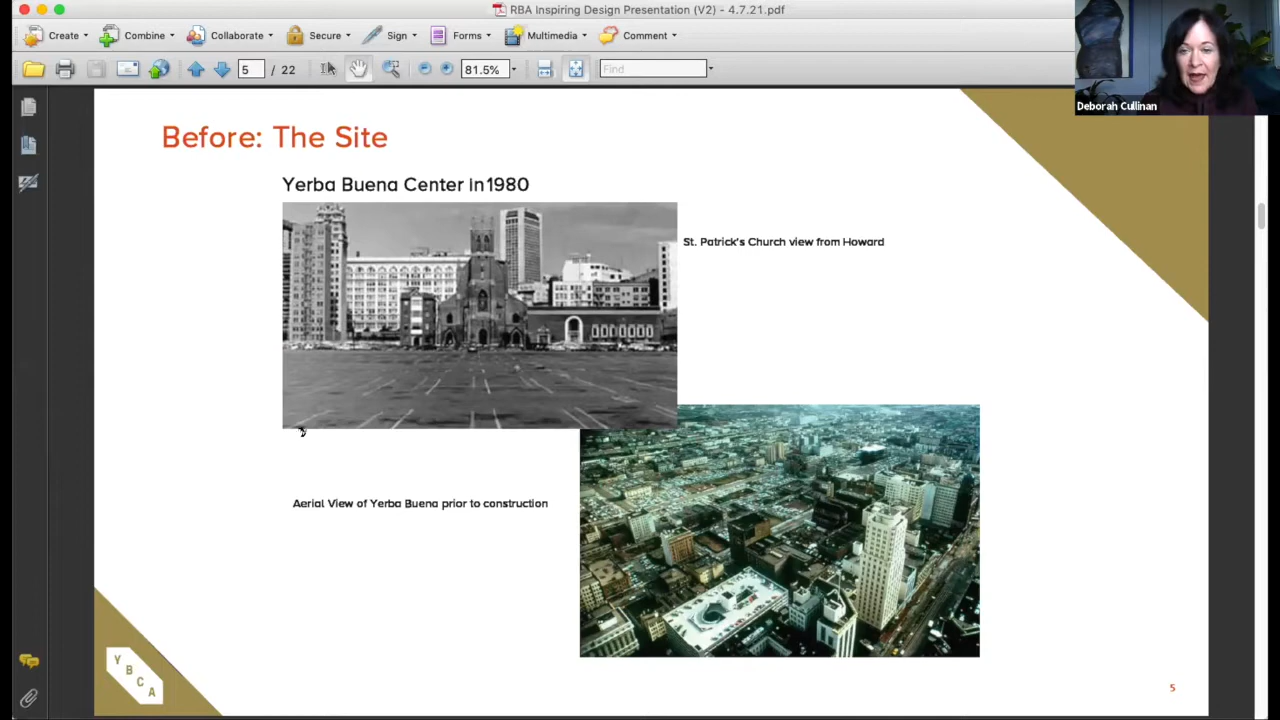 RBA Inspiring Design Presentation (V2) - 4.7.21.pdf
Create
Combine
Collaborate
Secure
Sign
Forms
Multimedia
Comment
5 / 22
81.5%
Find
Deborah Cullinan
Before: The Site
Yerba Buena Center in 1980
St. Patrick's Church view from Howard
Aerial View of Yerba Buena prior to construction
Y
B
C
A
5